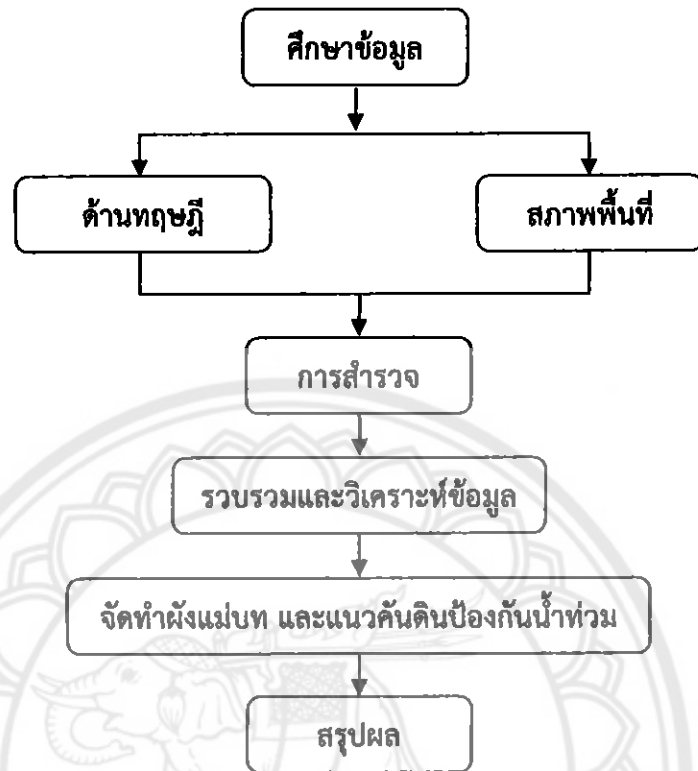 ศึกษาข้อมูล
ด้านทฤษฎี
สภาพพื้นที่
การสำรวจ
รวบรวมและวิเคราะห์ข้อมูล
จัดทำผังแม่บท และแนวคันดินป้องกันน้ำท่วม
สรุปผล